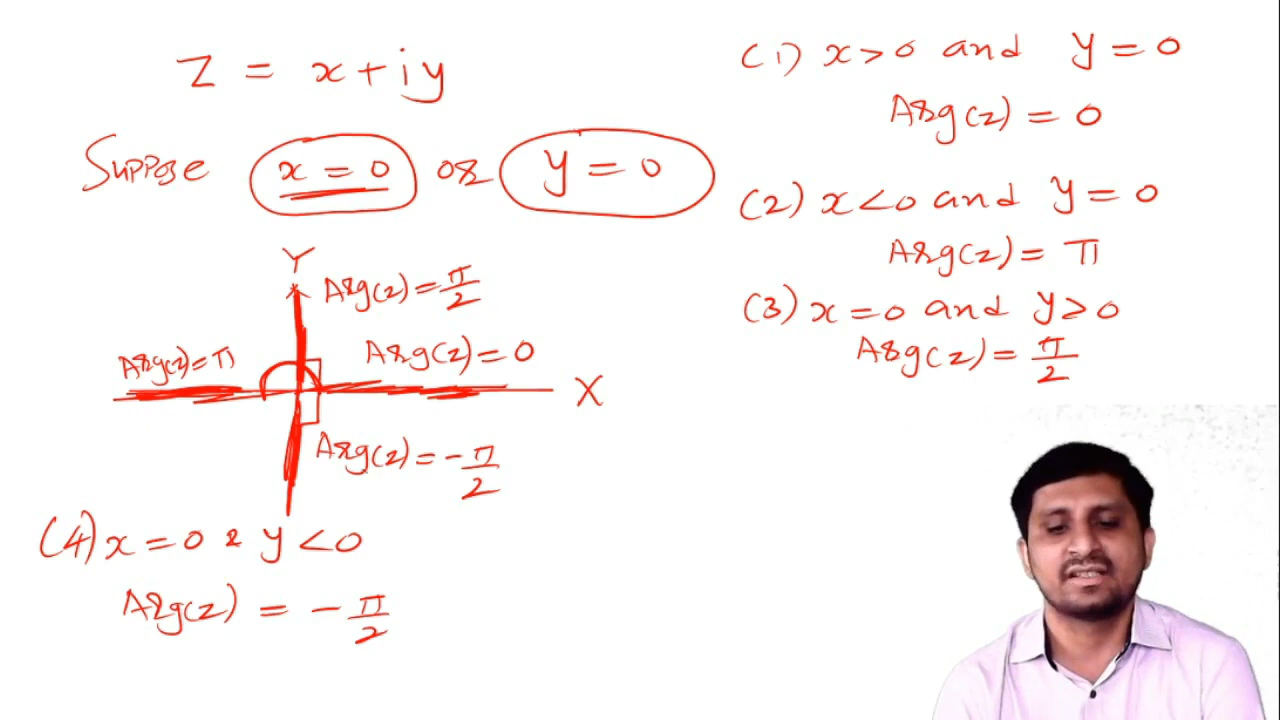 z = x + iy
Suppose x = 0 or y = 0
Y
Arg(z) = π/2
Arg(z) = π
Arg(z) = 0
X
Arg(z) = -π/2
(4) x = 0 & y < 0
Arg(z) = -π/2
(1) x > 0 and y = 0
Arg(z) = 0
(2) x < 0 and y = 0
Arg(z) = π
(3) x = 0 and y > 0
Arg(z) = π/2